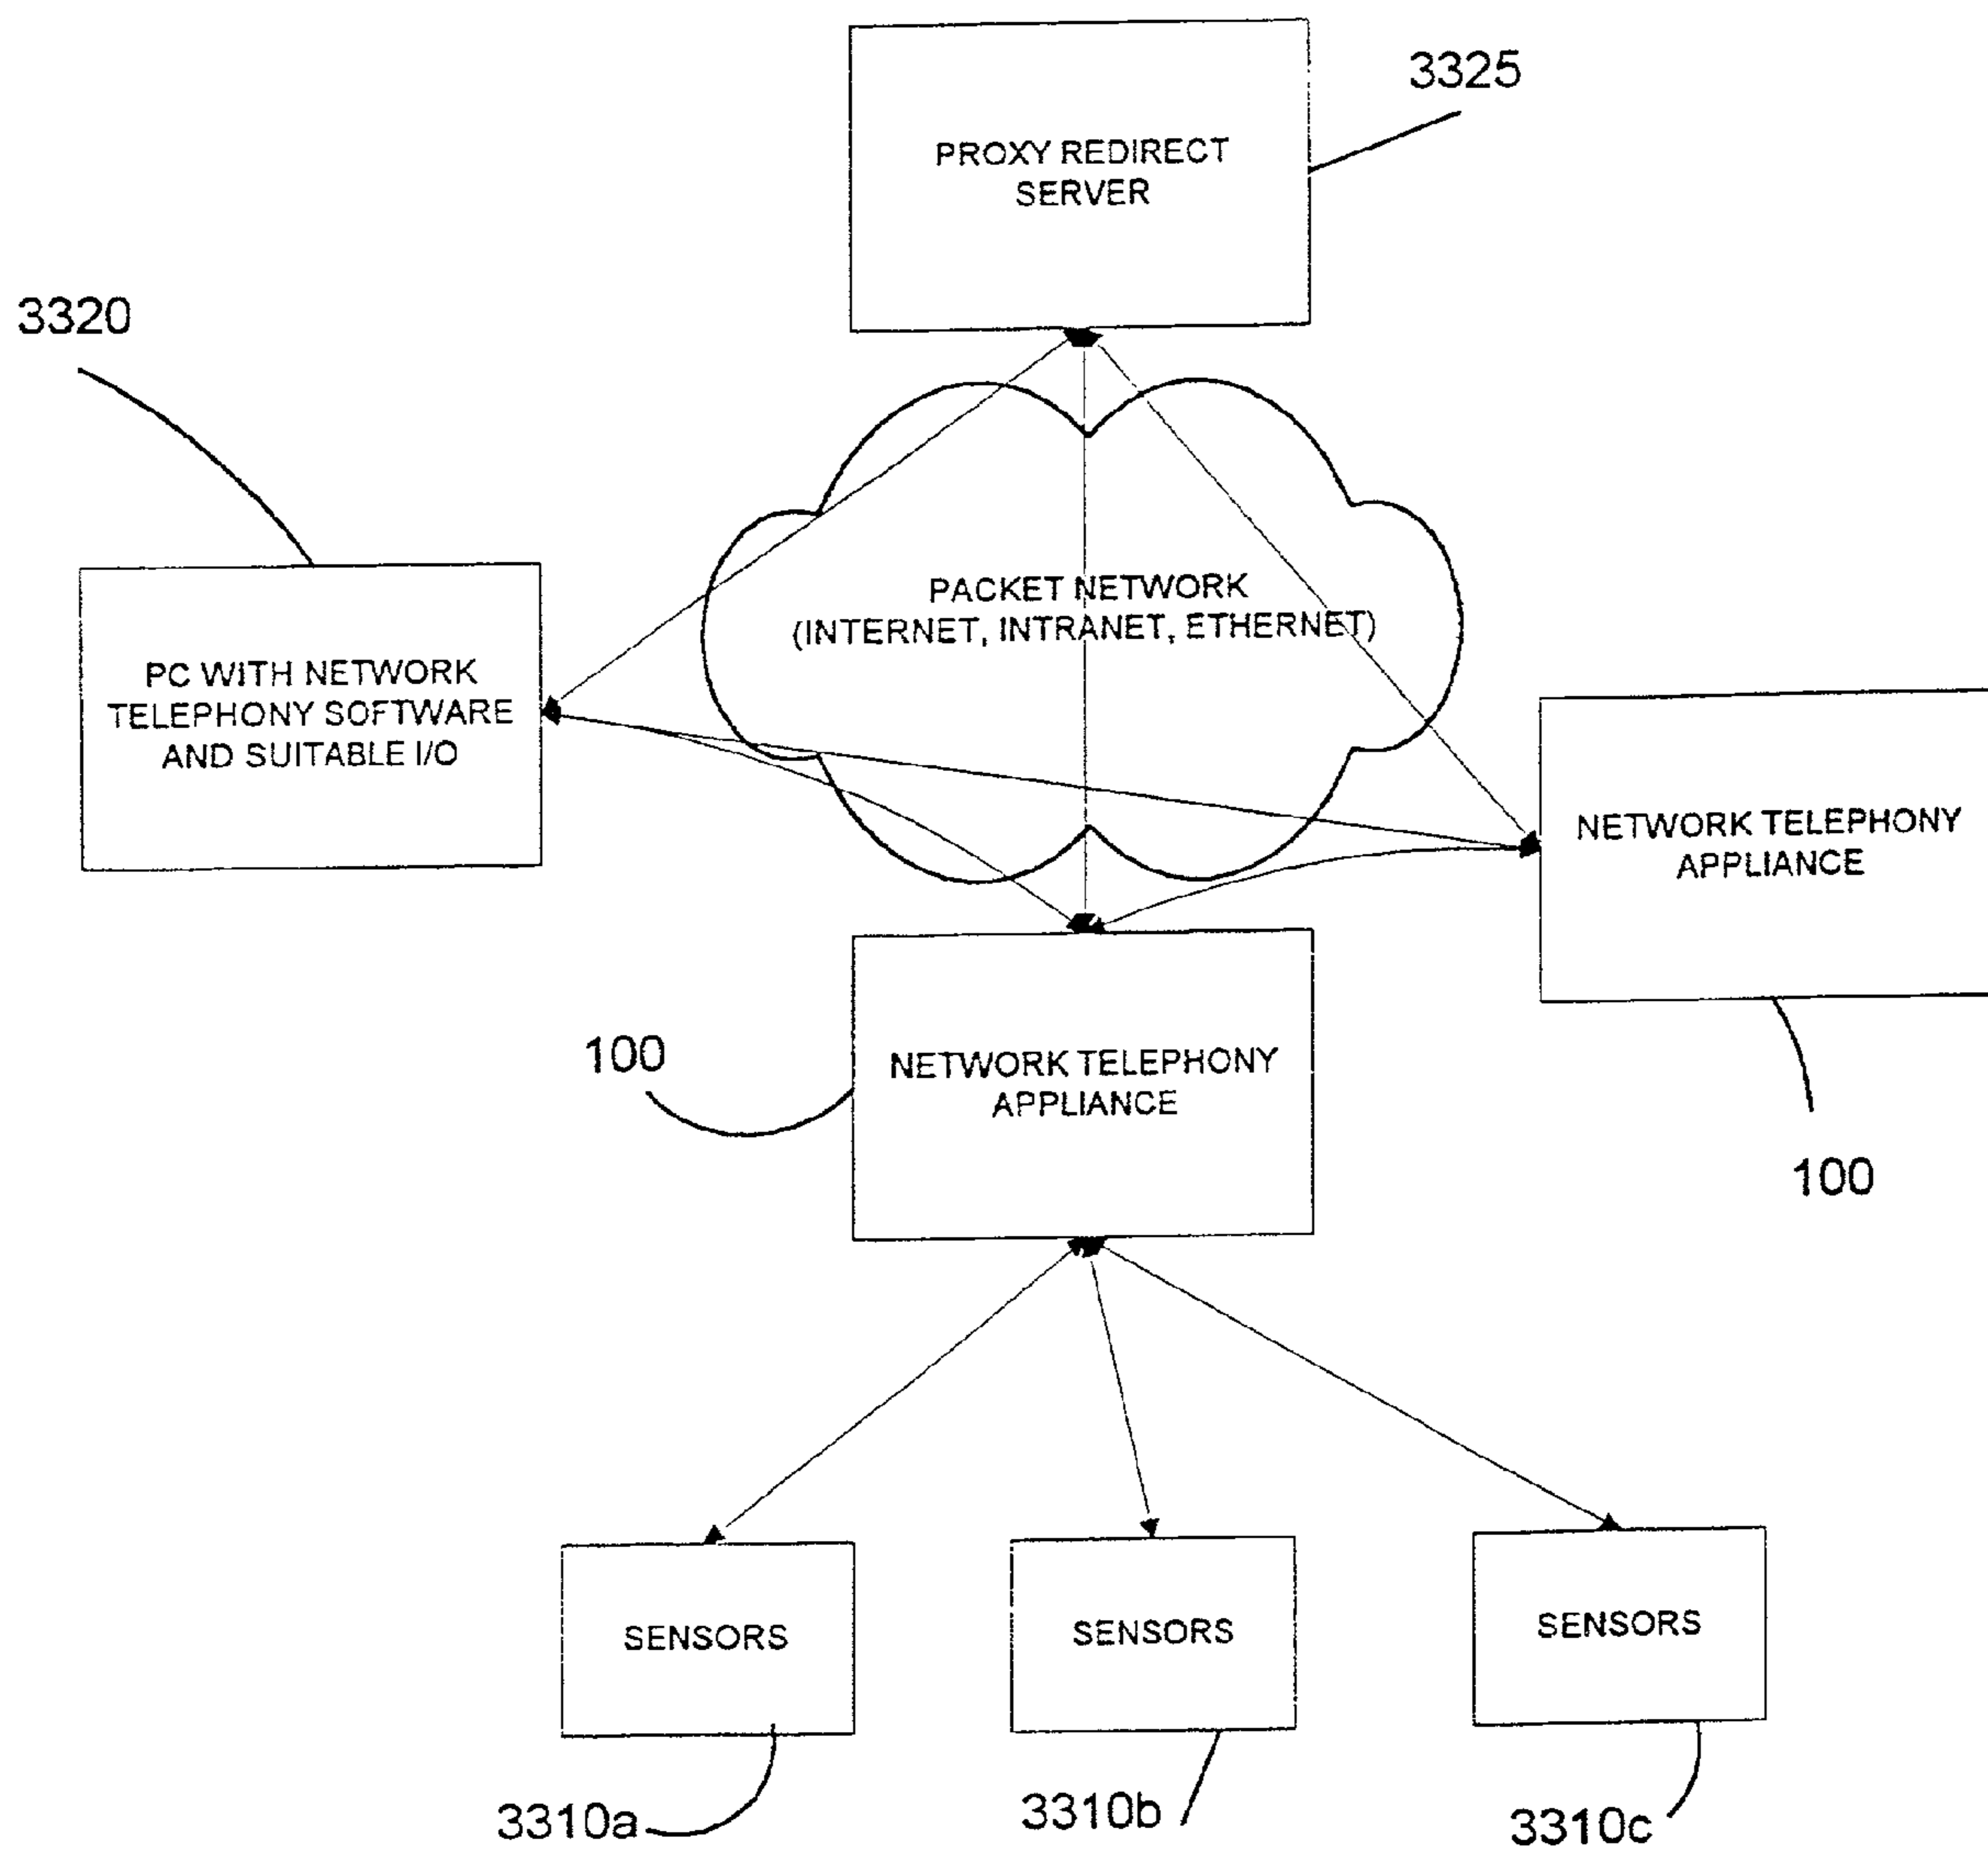 3325
PROXY REDIRECT
SERVER
3320
PACKET NETWORK
(INTERNET, INTRANET, ETHERNET)
PC WITH NETWORK
TELEPHONY SOFTWARE
AND SUITABLE I/O
NETWORK TELEPHONY
APPLIANCE
100
NETWORK TELEPHONY
APPLIANCE
100
SENSORS
SENSORS
SENSORS
3310a
3310b
3310c